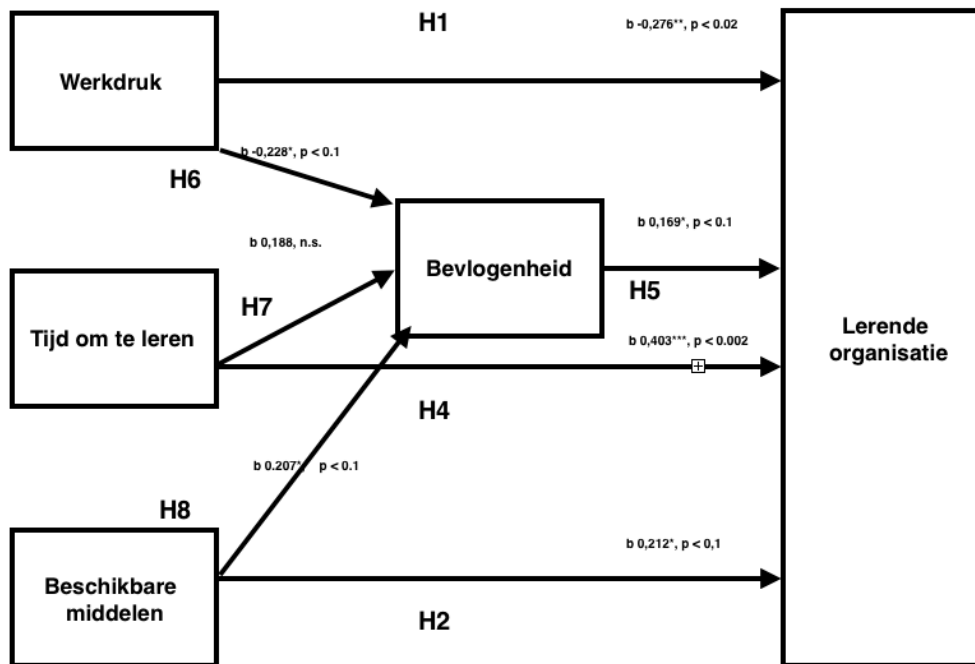 H1
b -0,276**, p < 0.02
Werkdruk
b -0,228*, p < 0.1
H6
b 0,169*, p < 0.1
b 0,188, n.s.
Bevlogenheid
H5
H7
Tijd om te leren
b 0,403***, p < 0.002
Lerende
organisatie
H4
b 0.207*, p < 0.1
H8
b 0,212*, p < 0,1
Beschikbare
middelen
H2